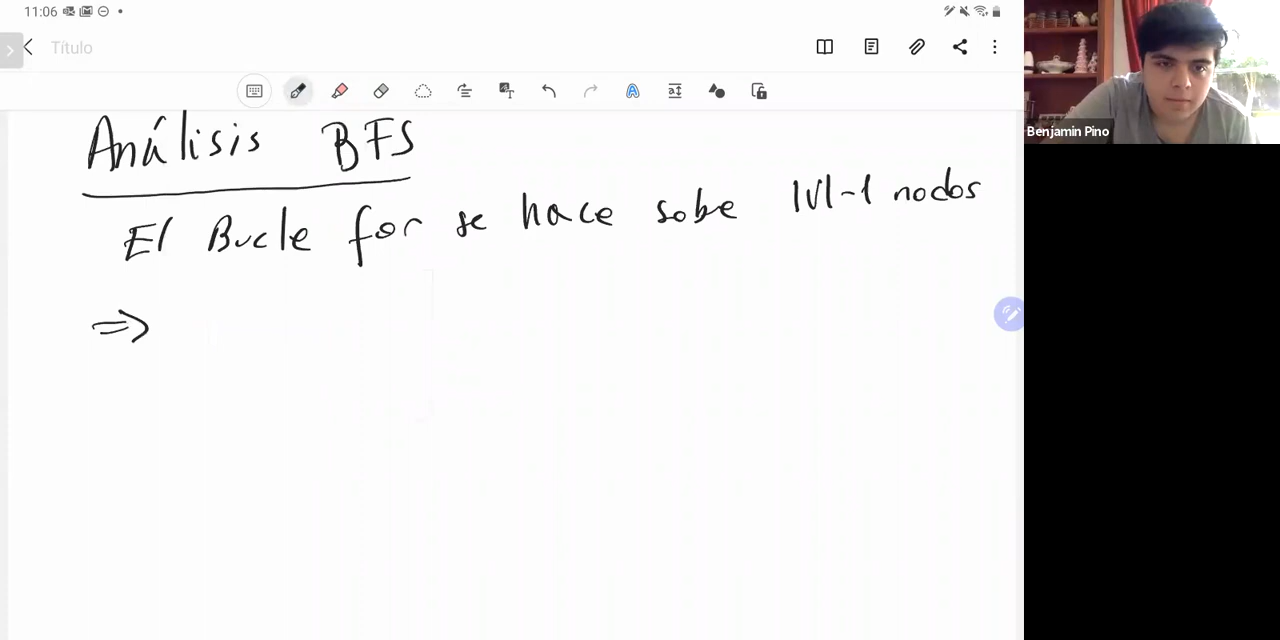 11:06
Título
Benjamin Pino
Análisis BFS
El Bucle for se hace sobe |V|-1 nodos
=>